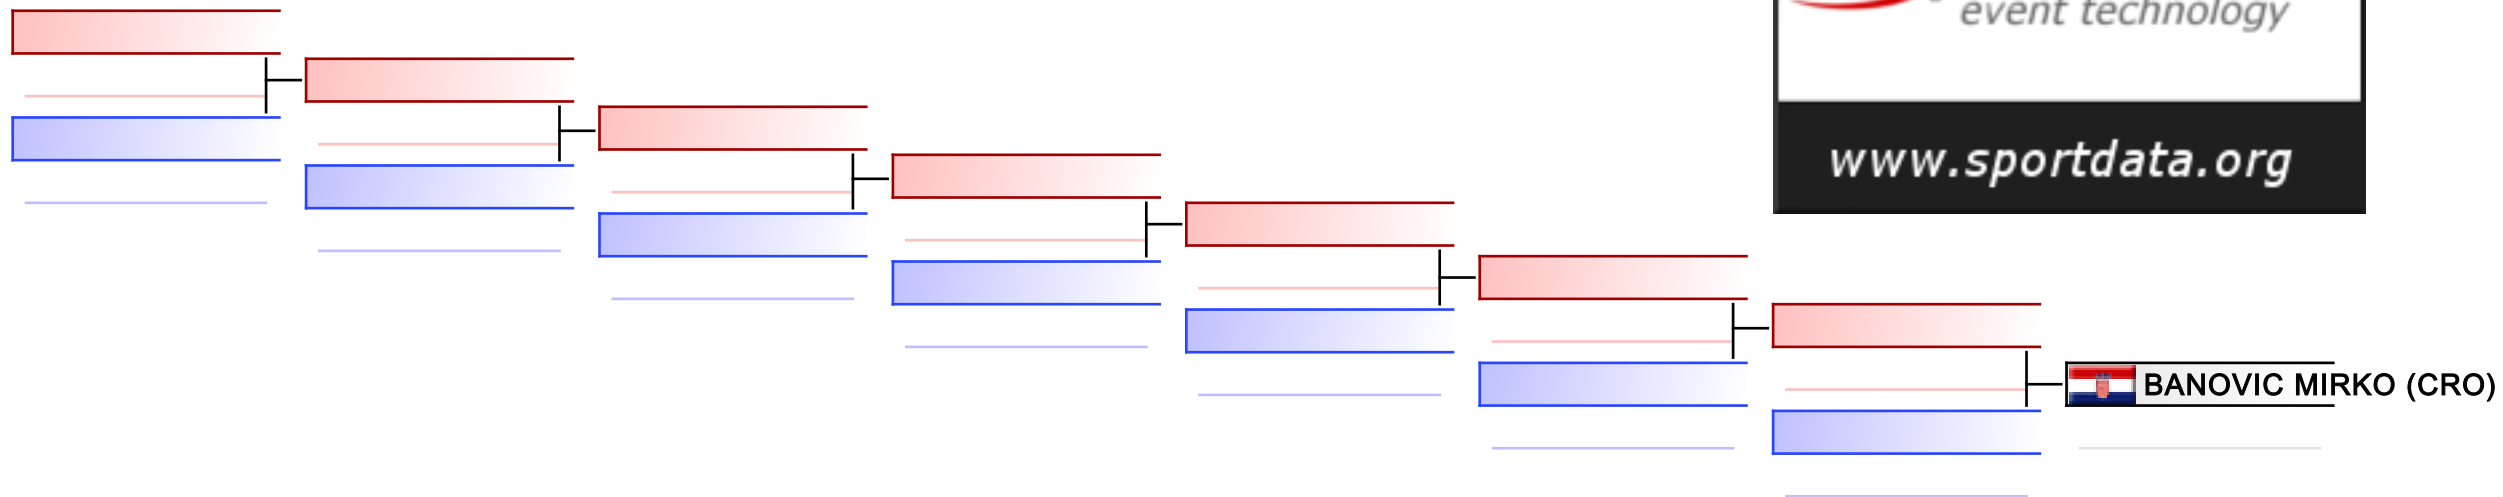 event technology
www.sportdata.org
BANOVIC MIRKO (CRO)